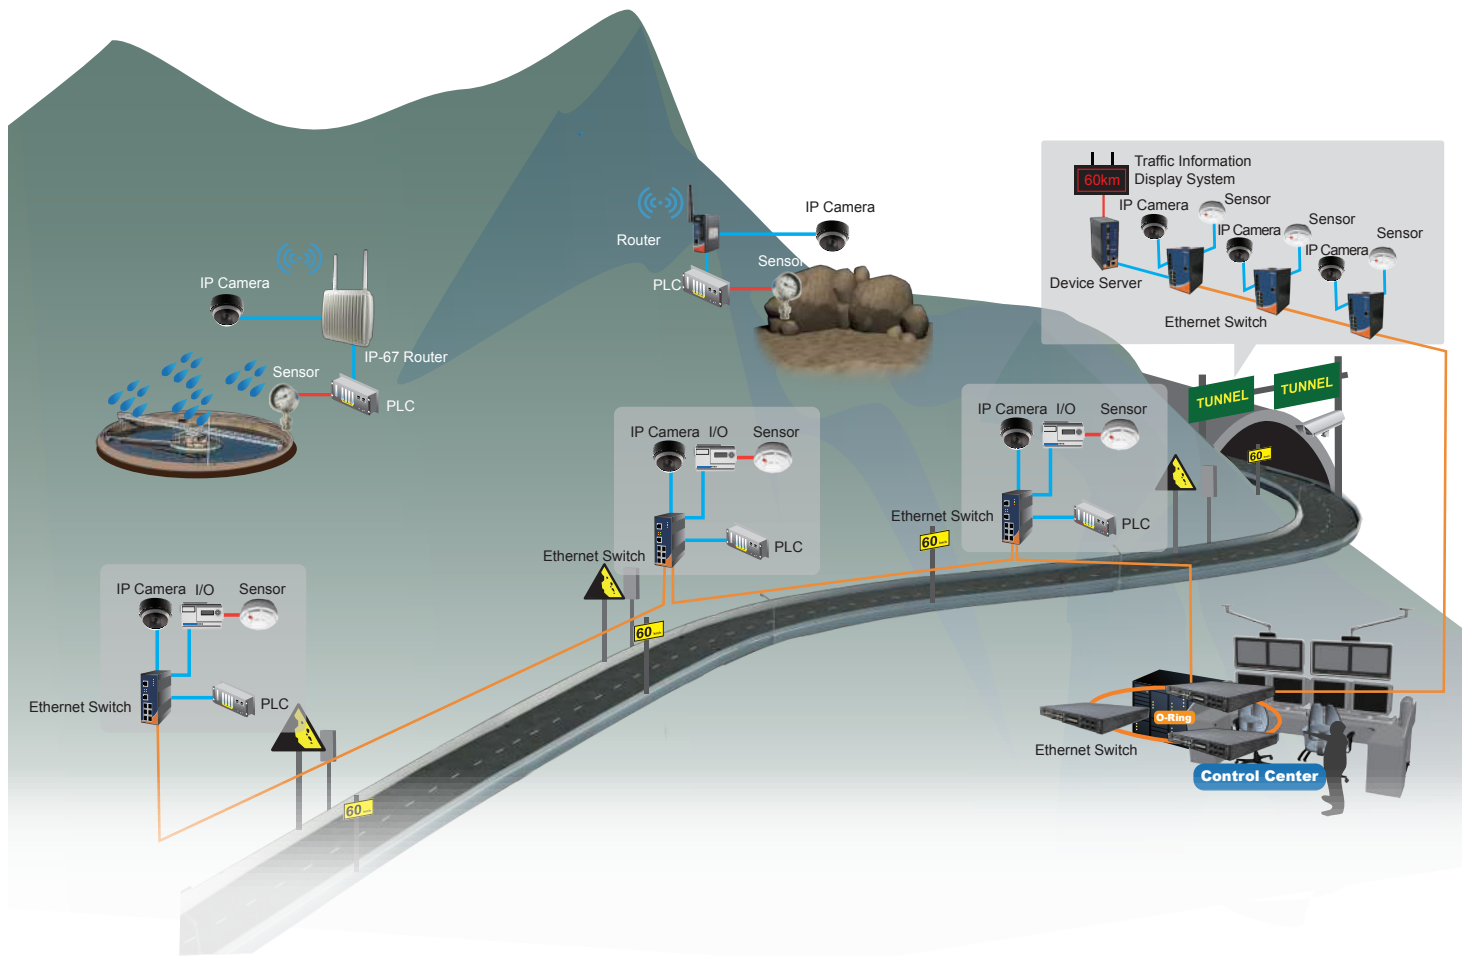 Traffic Information
Display System
60km
IP Camera
Sensor
IP Camera
Sensor
IP Camera
Sensor
Device Server
Ethernet Switch
IP Camera
Router
PLC
Sensor
IP Camera
IP-67 Router
Sensor
PLC
TUNNEL
TUNNEL
60
IP Camera
I/O
Sensor
Ethernet Switch
PLC
60
IP Camera
I/O
Sensor
Ethernet Switch
PLC
60
IP Camera
I/O
Sensor
Ethernet Switch
PLC
60
O-Ring
Ethernet Switch
Control Center